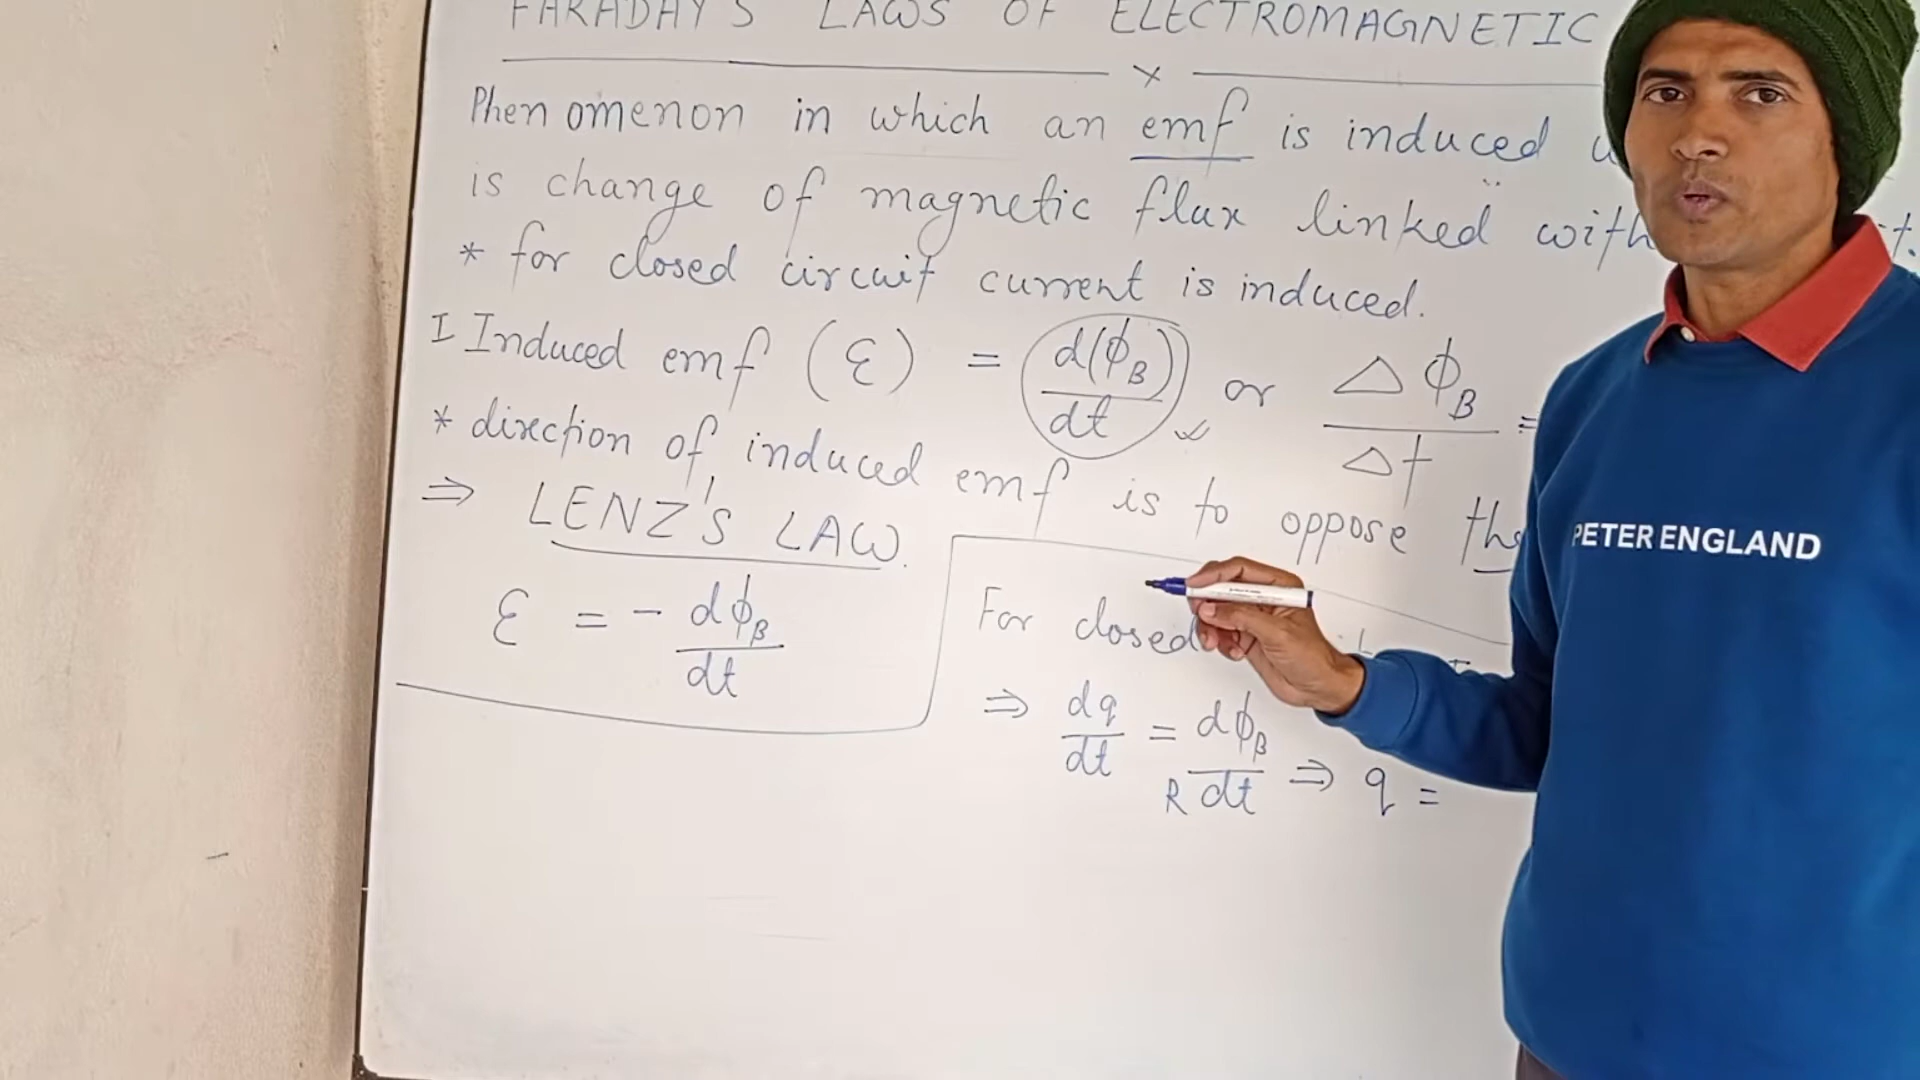 FARADAY'S LAWS OF ELECTROMAGNETIC
x
Phenomenon in which an emf is induced
is change of magnetic flux linked with
* for closed circuit current is induced.
I Induced emf (ℰ) = d(ϕB)/dt or ΔϕB/Δt =
* direction of induced emf is to oppose the
⇒ LENZ'S LAW.
ℰ = - dϕB/dt
For closed
⇒ dq/dt = dϕB/R dt ⇒ q =
PETER ENGLAND